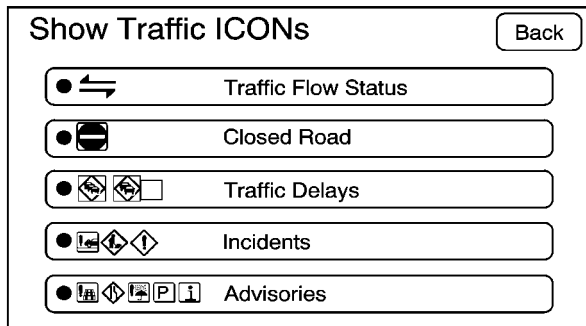 Show Traffic ICONs
Back
Traffic Flow Status
Closed Road
Traffic Delays
Incidents
P i Advisories